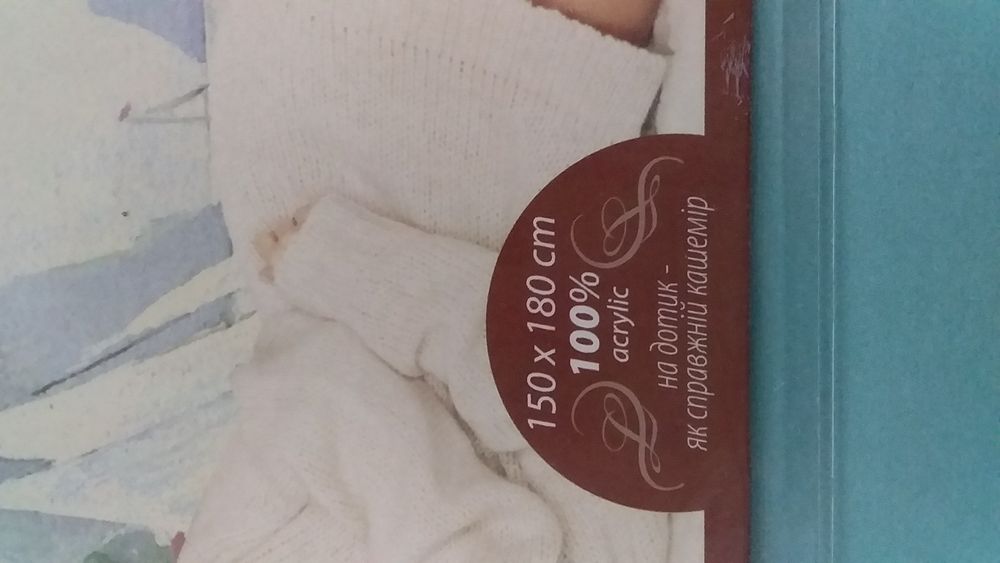 150 x 180 cm
100%
acrylic
на дотик -
як справжній кашемір